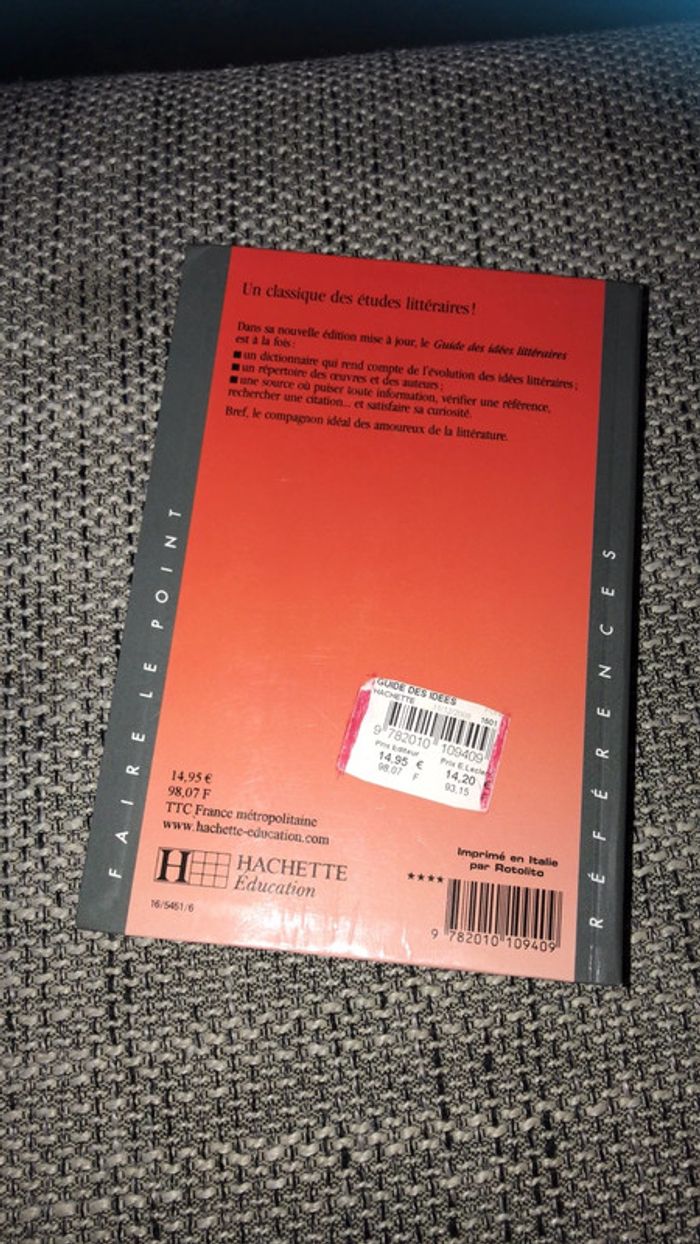 Un classique des études littéraires !
Dans sa nouvelle édition mise à jour, le Guide des idées littéraires
est à la fois :
■ un dictionnaire qui rend compte de l'évolution des idées littéraires ;
■ un répertoire des œuvres et des auteurs ;
■ une source où puiser toute information, vérifier une référence,
rechercher une citation... et satisfaire sa curiosité.
Bref, le compagnon idéal des amoureux de la littérature.
FAIRE LE POINT
RÉFÉRENCES
GUIDE DES IDEES
HACHETTE
1601
9 782010 109409
Prix Editeur Prix E.Lecler
14.95 € 14,20 €
98,07 F 93,15
14,95 €
98,07 F
TTC France métropolitaine
www.hachette-education.com
H HACHETTE
Éducation
16/5451/6
Imprimé en Italie
par Rotolito
★★★★
9 782010 109409